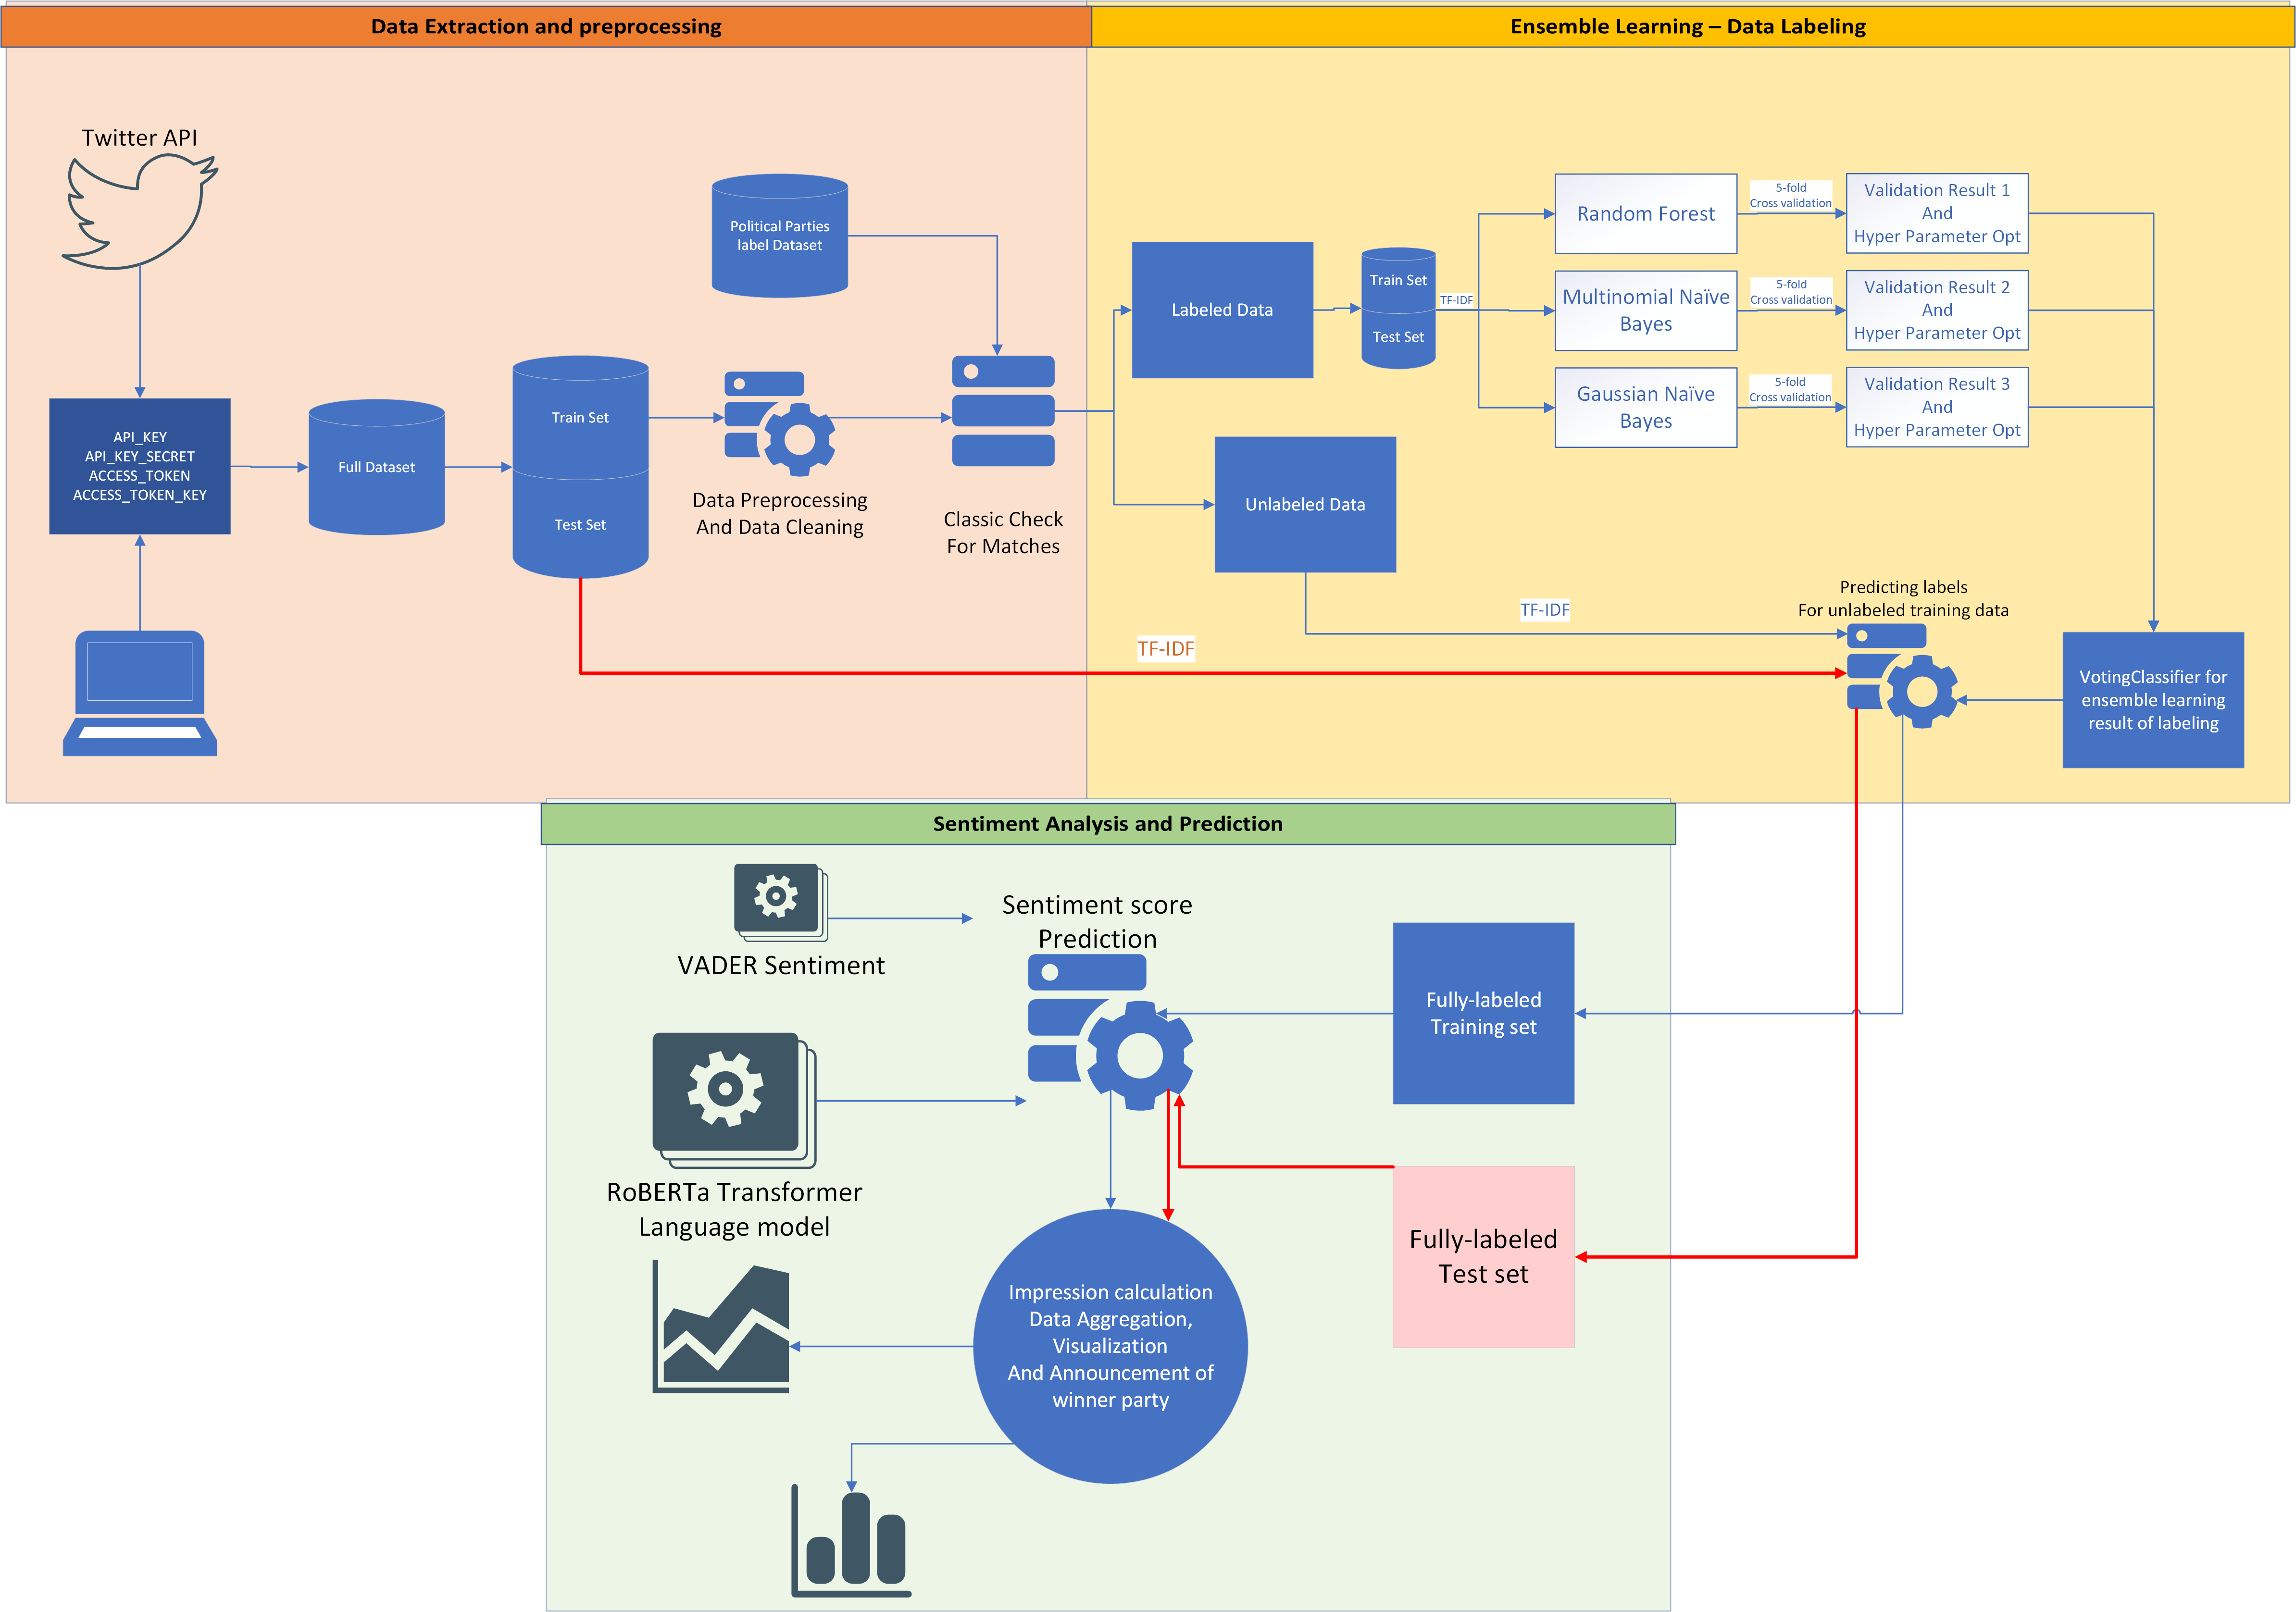 Data Extraction and preprocessing
Ensemble Learning – Data Labeling
Twitter API
API_KEY
API_KEY_SECRET
ACCESS_TOKEN
ACCESS_TOKEN_KEY
Full Dataset
Train Set
Test Set
Political Parties
label Dataset
Data Preprocessing
And Data Cleaning
Classic Check
For Matches
Labeled Data
Unlabeled Data
Train Set
Test Set
TF-IDF
Random Forest
Multinomial Naïve
Bayes
Gaussian Naïve
Bayes
5-fold
Cross validation
5-fold
Cross validation
5-fold
Cross validation
Validation Result 1
And
Hyper Parameter Opt
Validation Result 2
And
Hyper Parameter Opt
Validation Result 3
And
Hyper Parameter Opt
Predicting labels
For unlabeled training data
TF-IDF
TF-IDF
VotingClassifier for
ensemble learning
result of labeling
Sentiment Analysis and Prediction
VADER Sentiment
Sentiment score
Prediction
Fully-labeled
Training set
RoBERTa Transformer
Language model
Fully-labeled
Test set
Impression calculation
Data Aggregation,
Visualization
And Announcement of
winner party